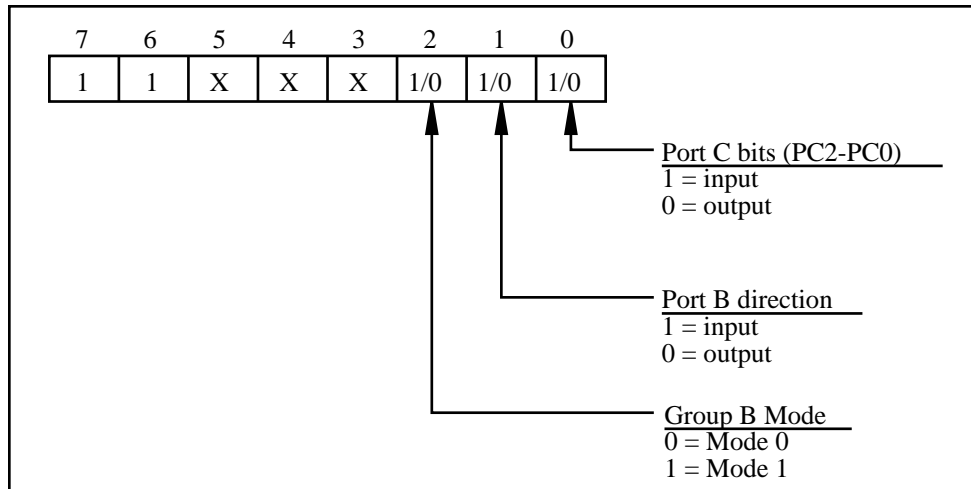 7 6 5 4 3 2 1 0
1 1 X X X 1/0 1/0 1/0
Port C bits (PC2-PC0)
1 = input
0 = output
Port B direction
1 = input
0 = output
Group B Mode
0 = Mode 0
1 = Mode 1